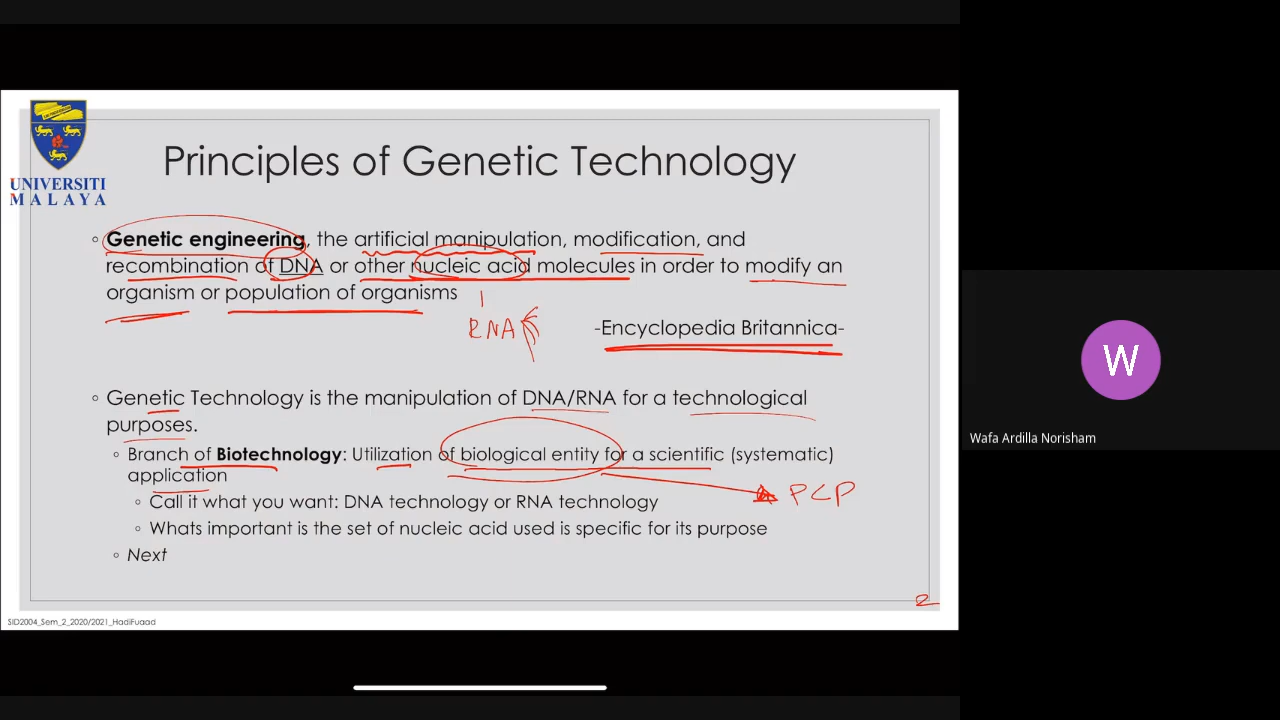 UNIVERSITI
MALAYA
Principles of Genetic Technology
Genetic engineering, the artificial manipulation, modification, and
recombination of DNA or other nucleic acid molecules in order to modify an
organism or population of organisms
RNA
-Encyclopedia Britannica-
Genetic Technology is the manipulation of DNA/RNA for a technological
purposes.
Branch of Biotechnology: Utilization of biological entity for a scientific (systematic)
application
PCP
Call it what you want: DNA technology or RNA technology
Whats important is the set of nucleic acid used is specific for its purpose
Next
2
SID2004_Sem_2_2020/2021_HadiFuaad
W
Wafa Ardilla Norisham